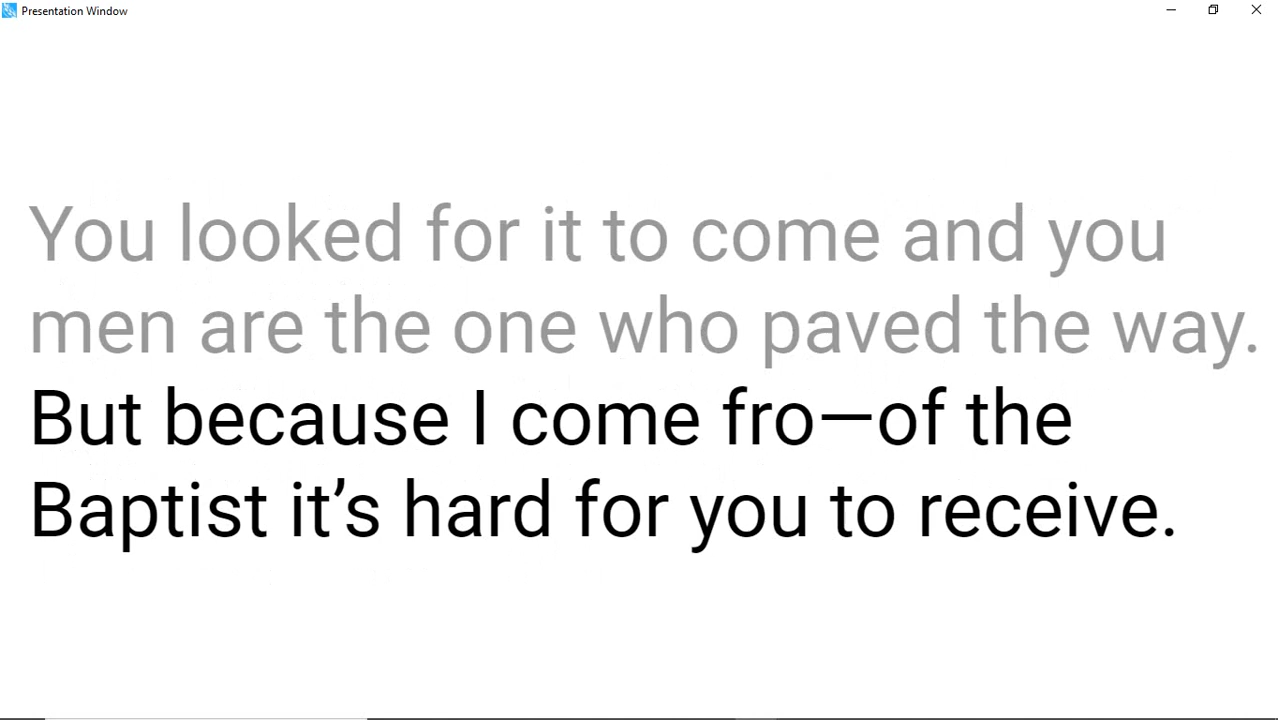 Presentation Window
You looked for it to come and you
men are the one who paved the way.
But because I come fro—of the
Baptist it’s hard for you to receive.